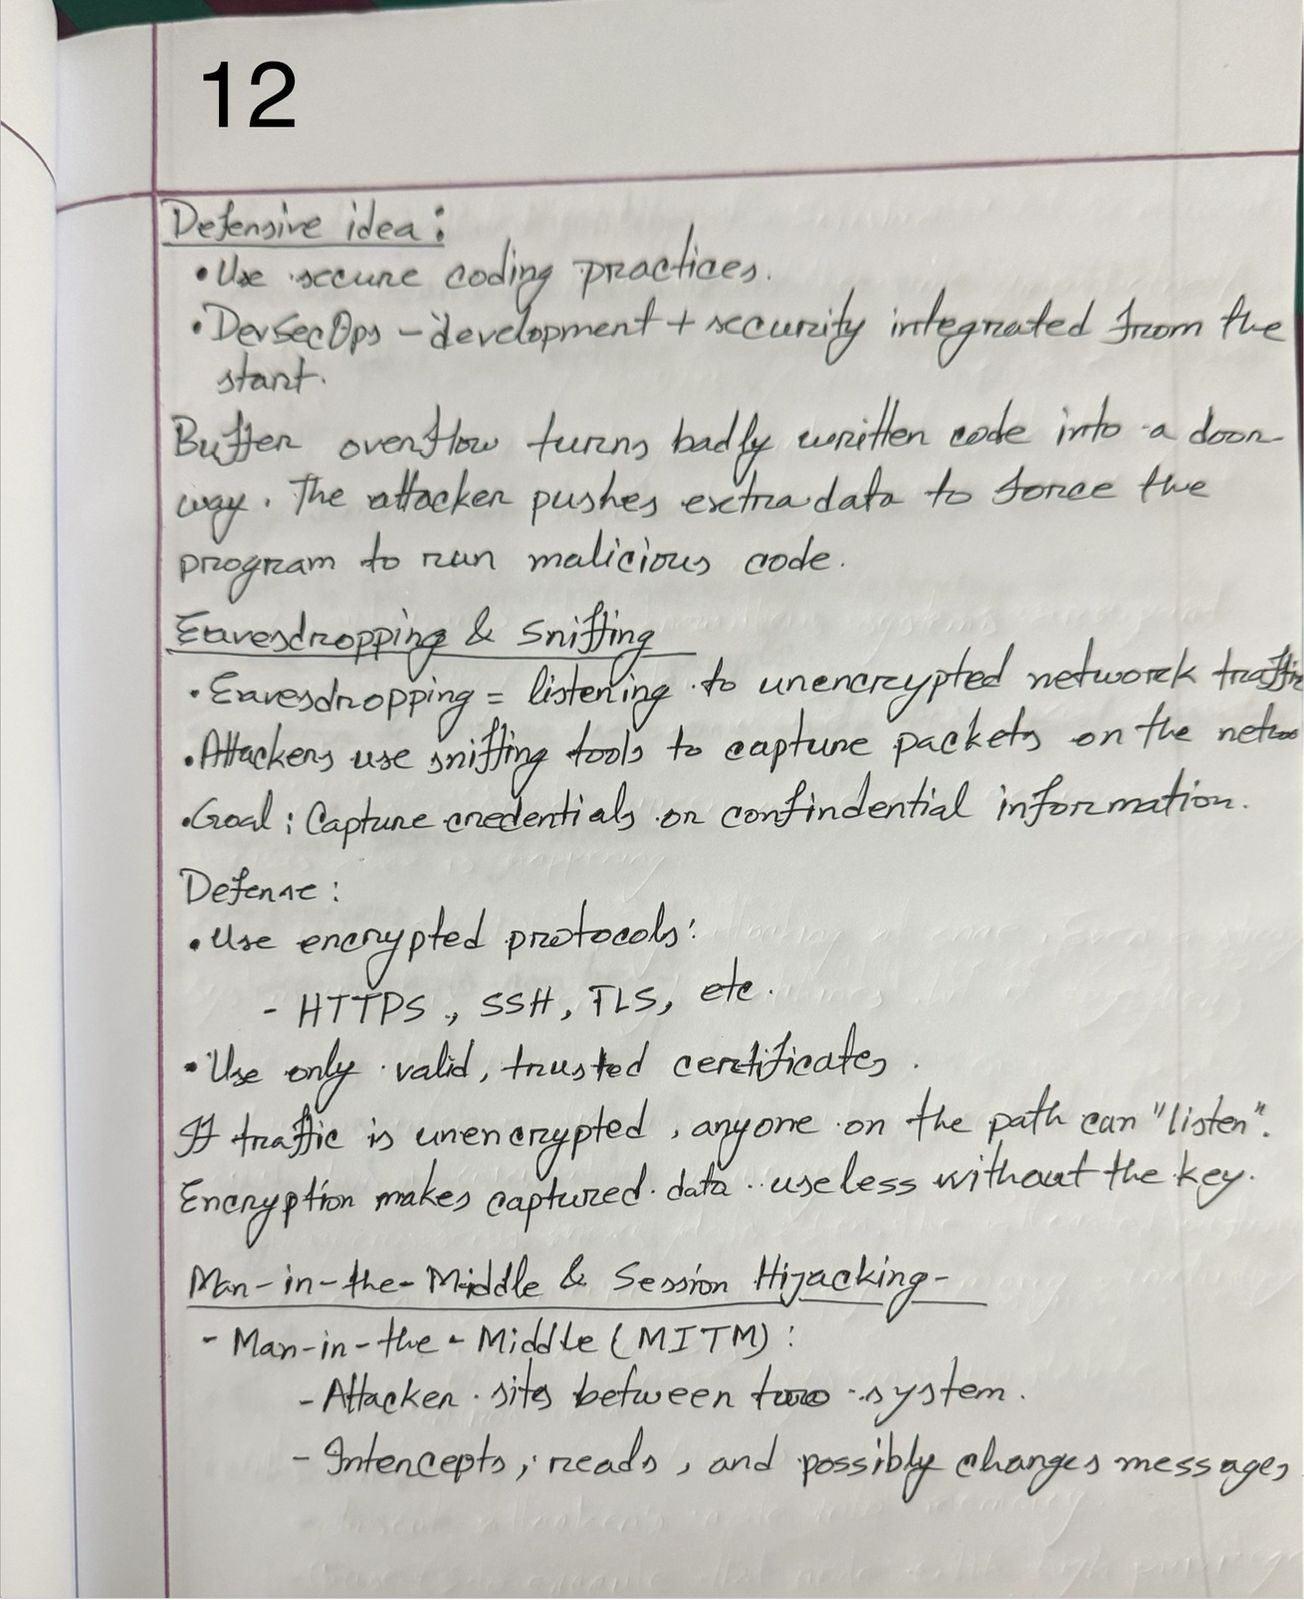 12
Defensive idea:
• Use secure coding practices.
• DevSecOps - development + security integrated from the
start.
Buffer overflow turns badly written code into a door-
way. The attacker pushes extra data to force the
program to run malicious code.
Eavesdropping & Sniffing
• Eavesdropping = listening to unencrypted network traffic
• Attackers use sniffing tools to capture packets on the
• Goal: Capture credentials or confindential information.
Defense:
• Use encrypted protocols:
- HTTPS, SSH, TLS, etc.
• Use only valid, trusted certificates.
If traffic is unencrypted, anyone on the path can "listen".
Encryption makes captured data useless without the key.
Man-in-the-Middle & Session Hijacking-
- Man-in-the-Middle (MITM):
- Attacker sits between two system.
- Intercepts, reads, and possibly changes messages